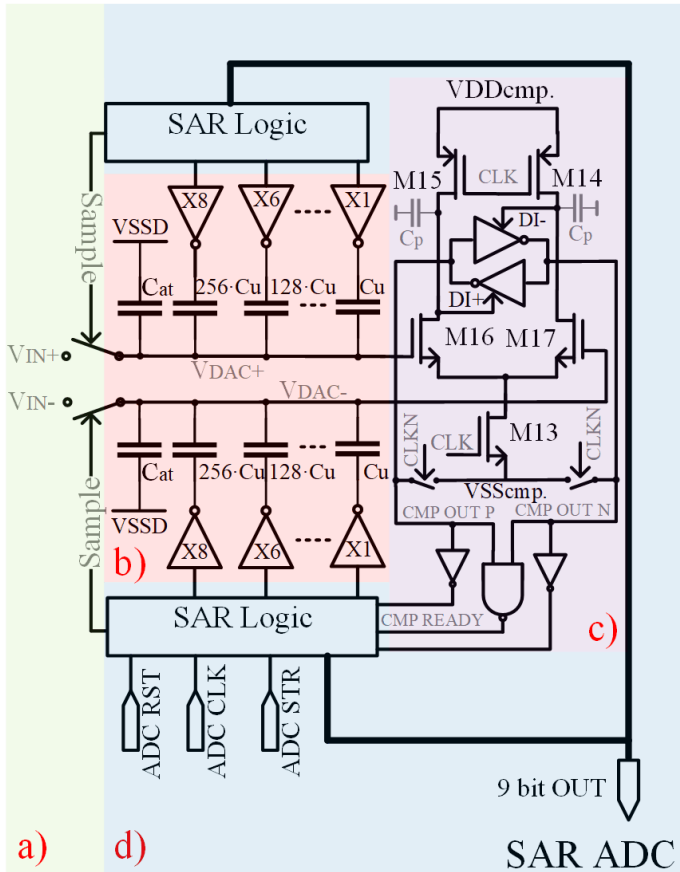 VDDcmp.
SAR Logic
M15
CLK
M14
Sample
X8
X6
X1
VSSD
Cp
DI-
Cp
Cat
256·Cu
128·Cu
Cu
DI+
M16
M17
VIN+
VDAC+
VIN-
VDAC-
Cat
256·Cu
128·Cu
Cu
CLKN
CLK
M13
CLKN
VSScmp.
VSSD
X8
X6
X1
CMP OUT P
CMP OUT N
Sample
b)
SAR Logic
CMP READY
c)
ADC RST
ADC CLK
ADC STR
9 bit OUT
a)
d)
SAR ADC